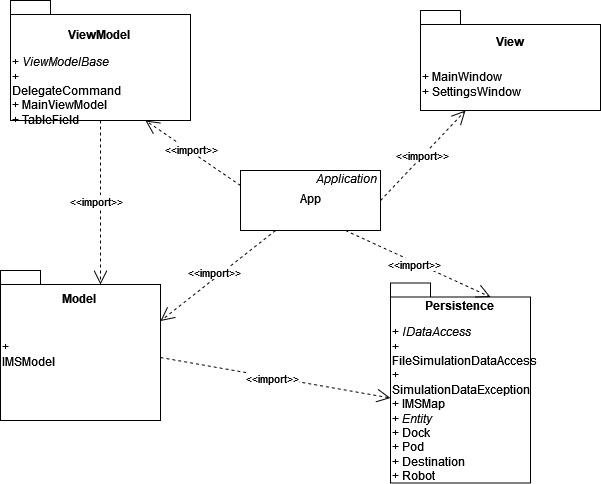 ViewModel
+ ViewModelBase
+
DelegateCommand
+ MainViewModel
+ TableField
View
+ MainWindow
+ SettingsWindow
<<import>>
<<import>>
Application
App
<<import>>
<<import>>
<<import>>
Model
+
IMSModel
Persistence
+ IDataAccess
+
FileSimulationDataAccess
+
SimulationDataException
+ IMSMap
+ Entity
+ Dock
+ Pod
+ Destination
+ Robot
<<import>>